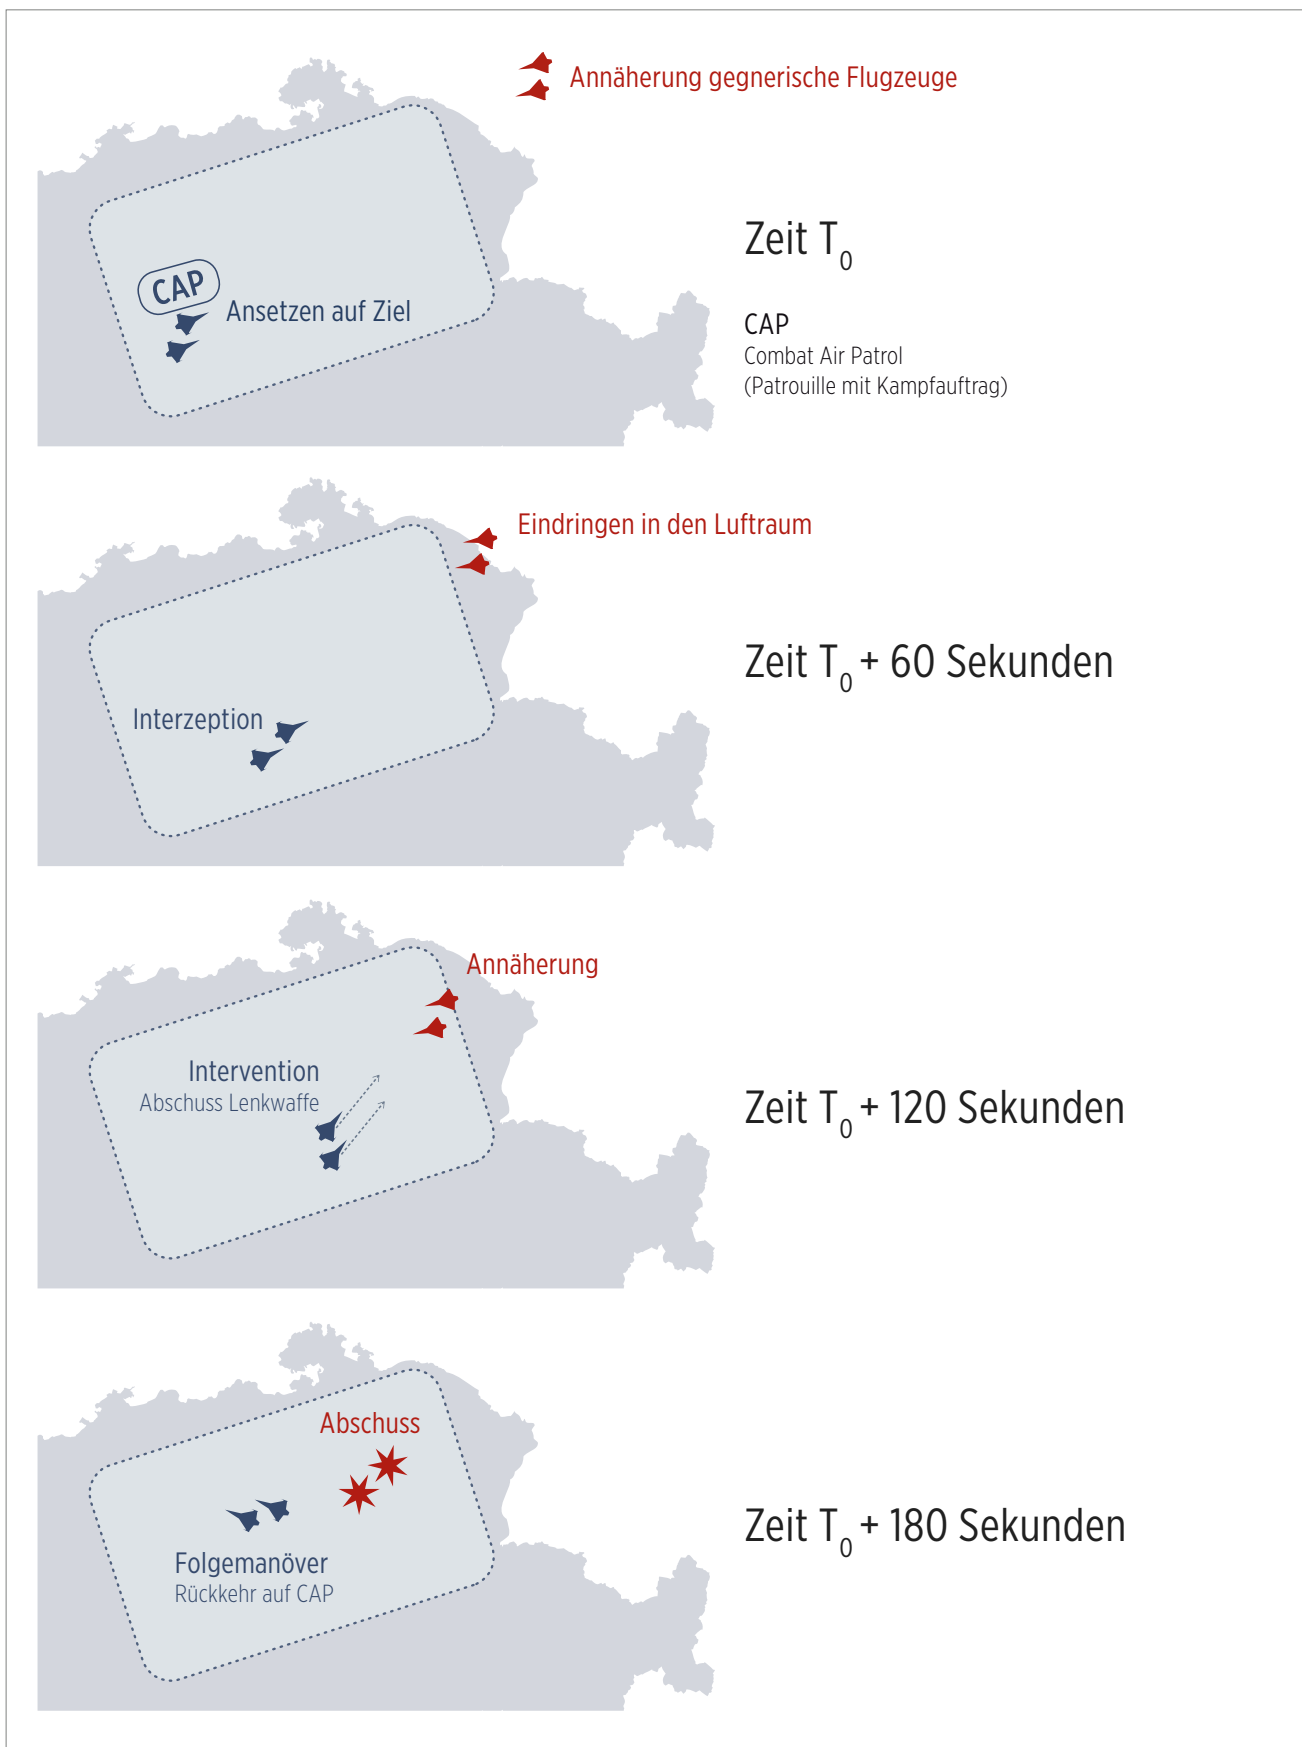 Annäherung gegnerische Flugzeuge
Zeit T₀
CAP
Ansetzen auf Ziel
CAP
Combat Air Patrol
(Patrouille mit Kampfauftrag)
Eindringen in den Luftraum
Zeit T₀ + 60 Sekunden
Interzeption
Annäherung
Intervention
Abschuss Lenkwaffe
Zeit T₀ + 120 Sekunden
Abschuss
Zeit T₀ + 180 Sekunden
Folgemanöver
Rückkehr auf CAP